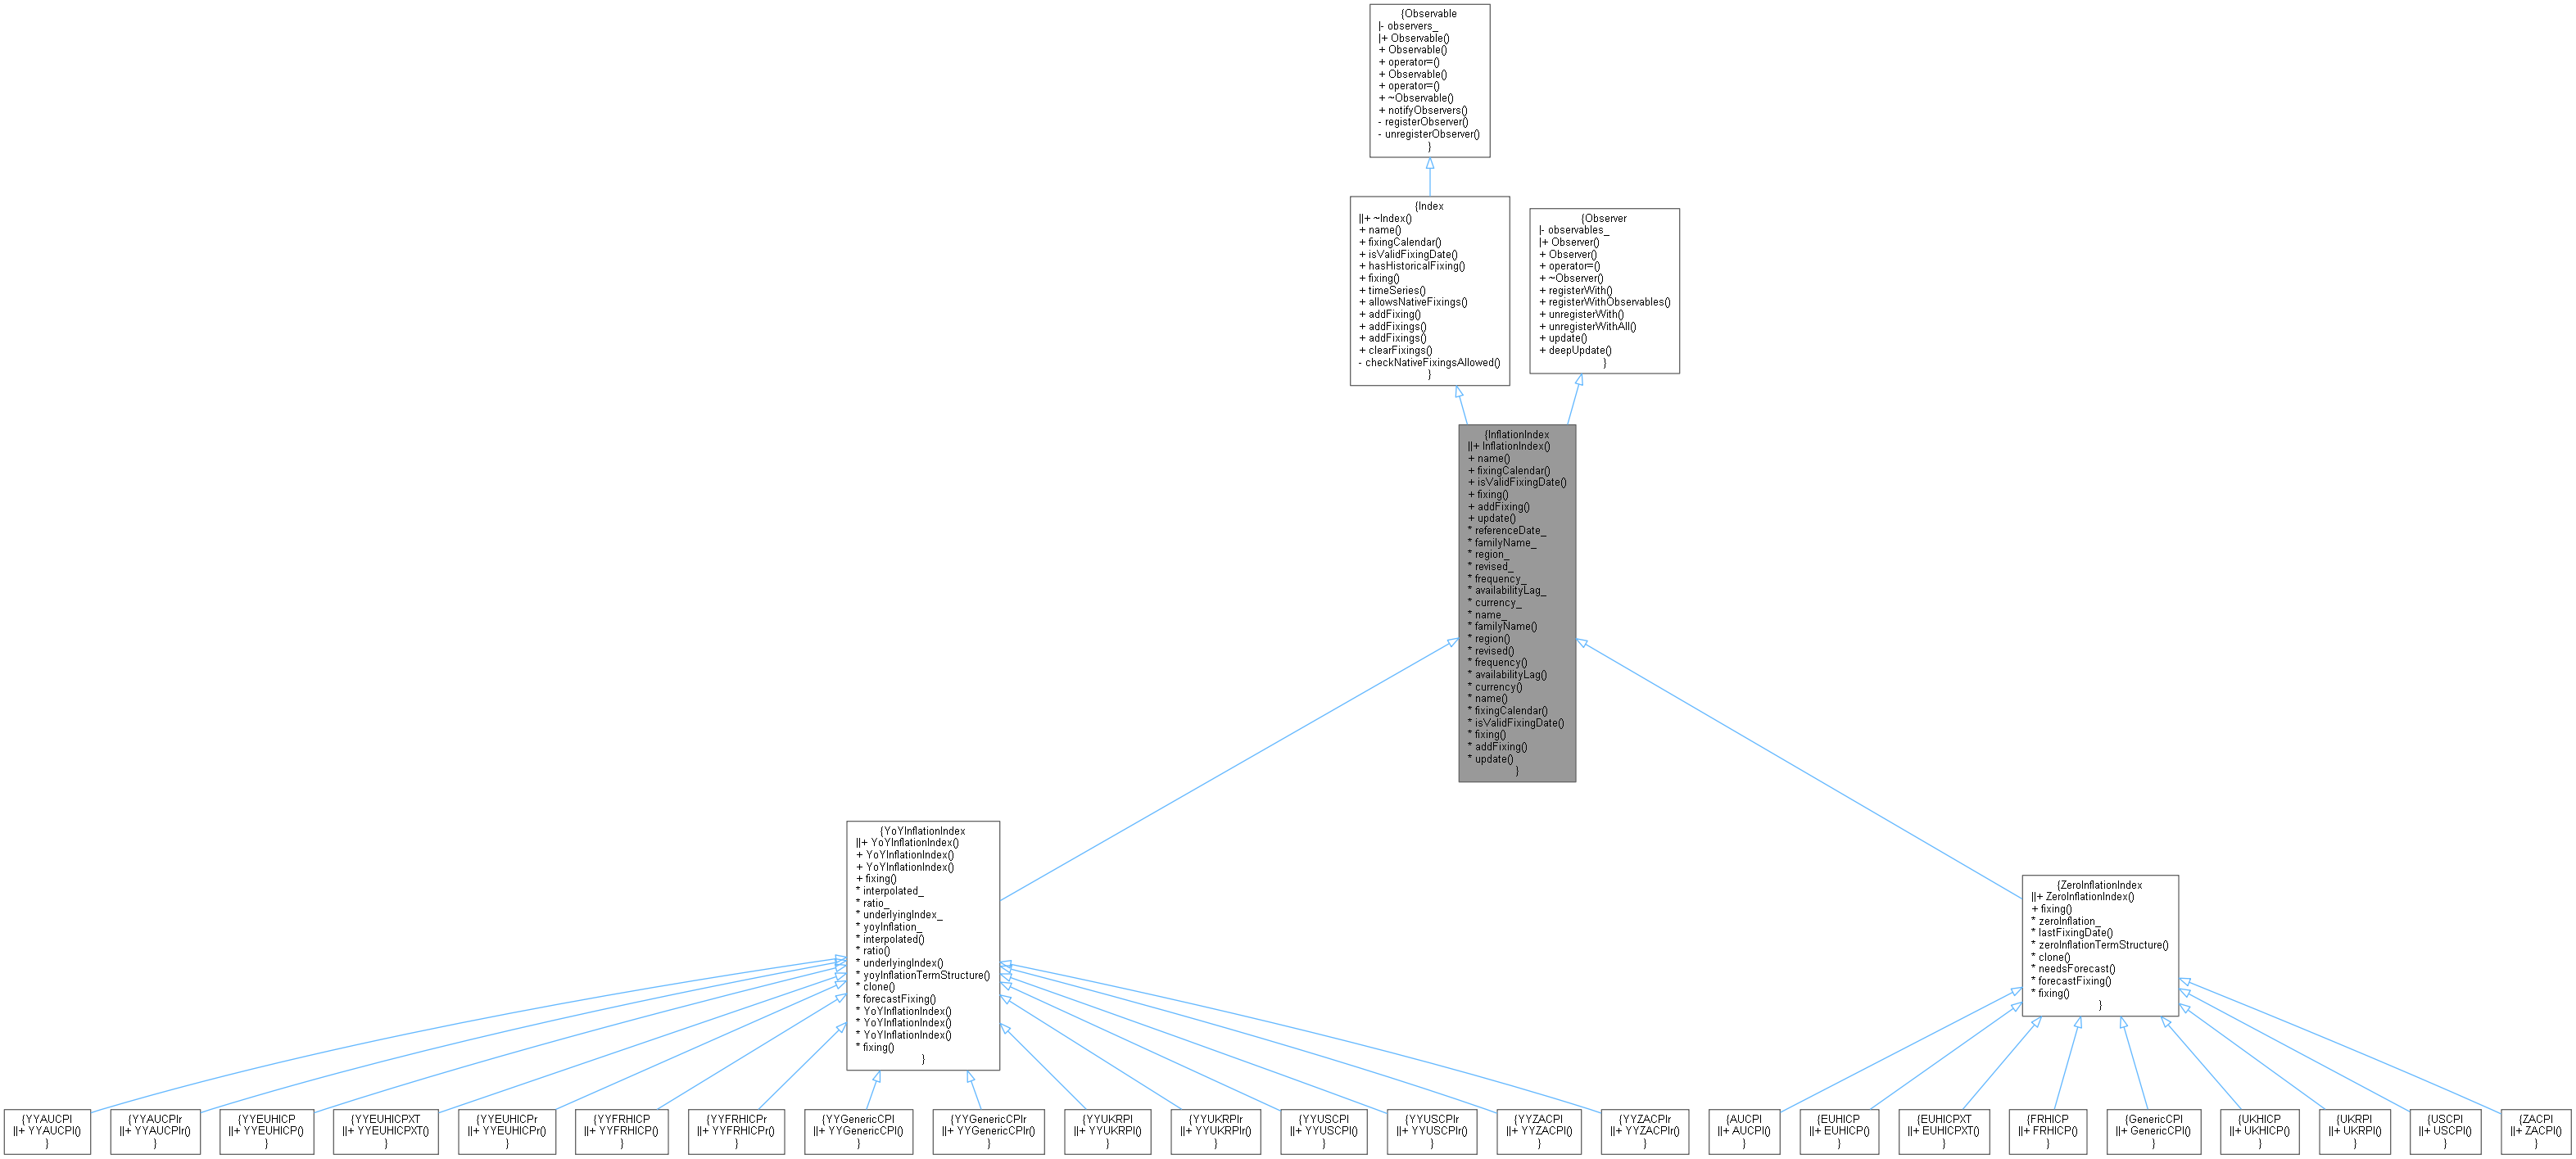 {Observable
|- observers_
|+ Observable()
+ Observable()
+ operator=()
+ Observable()
+ operator=()
+ ~Observable()
+ notifyObservers()
- registerObserver()
- unregisterObserver()
}
{Index
||+ ~Index()
+ name()
+ fixingCalendar()
+ isValidFixingDate()
+ hasHistoricalFixing()
+ fixing()
+ timeSeries()
+ allowsNativeFixings()
+ addFixing()
+ addFixings()
+ addFixings()
+ clearFixings()
- checkNativeFixingsAllowed()
}
{Observer
|- observables_
|+ Observer()
+ Observer()
+ operator=()
+ ~Observer()
+ registerWith()
+ registerWithObservables()
+ unregisterWith()
+ unregisterWithAll()
+ update()
+ deepUpdate()
}
{InflationIndex
||+ InflationIndex()
+ name()
+ fixingCalendar()
+ isValidFixingDate()
+ fixing()
+ addFixing()
+ update()
* referenceDate_
* familyName_
* region_
* revised_
* frequency_
* availabilityLag_
* currency_
* name_
* familyName()
* region()
* revised()
* frequency()
* availabilityLag()
* currency()
* name()
* fixingCalendar()
* isValidFixingDate()
* fixing()
* addFixing()
* update()
}
{YoYInflationIndex
||+ YoYInflationIndex()
+ YoYInflationIndex()
+ YoYInflationIndex()
+ fixing()
* interpolated_
* ratio_
* underlyingIndex_
* yoyInflation_
* interpolated()
* ratio()
* underlyingIndex()
* yoyInflationTermStructure()
* clone()
* forecastFixing()
* YoYInflationIndex()
* YoYInflationIndex()
* YoYInflationIndex()
* fixing()
}
{ZeroInflationIndex
||+ ZeroInflationIndex()
+ fixing()
* zeroInflation_
* lastFixingDate()
* zeroInflationTermStructure()
* clone()
* needsForecast()
* forecastFixing()
* fixing()
}
{YYAUCPI
||+ YYAUCPI()
}
{YYAUCPIr
||+ YYAUCPIr()
}
{YYEUHICP
||+ YYEUHICP()
}
{YYEUHICPXT
||+ YYEUHICPXT()
}
{YYEUHICPr
||+ YYEUHICPr()
}
{YYFRHICP
||+ YYFRHICP()
}
{YYFRHICPr
||+ YYFRHICPr()
}
{YYGenericCPI
||+ YYGenericCPI()
}
{YYGenericCPIr
||+ YYGenericCPIr()
}
{YYUKRPI
||+ YYUKRPI()
}
{YYUKRPIr
||+ YYUKRPIr()
}
{YYUSCPI
||+ YYUSCPI()
}
{YYUSCPIr
||+ YYUSCPIr()
}
{YYZACPI
||+ YYZACPI()
}
{YYZACPIr
||+ YYZACPIr()
}
{AUCPI
||+ AUCPI()
}
{EUHICP
||+ EUHICP()
}
{EUHICPXT
||+ EUHICPXT()
}
{FRHICP
||+ FRHICP()
}
{GenericCPI
||+ GenericCPI()
}
{UKHICP
||+ UKHICP()
}
{UKRPI
||+ UKRPI()
}
{USCPI
||+ USCPI()
}
{ZACPI
||+ ZACPI()
}